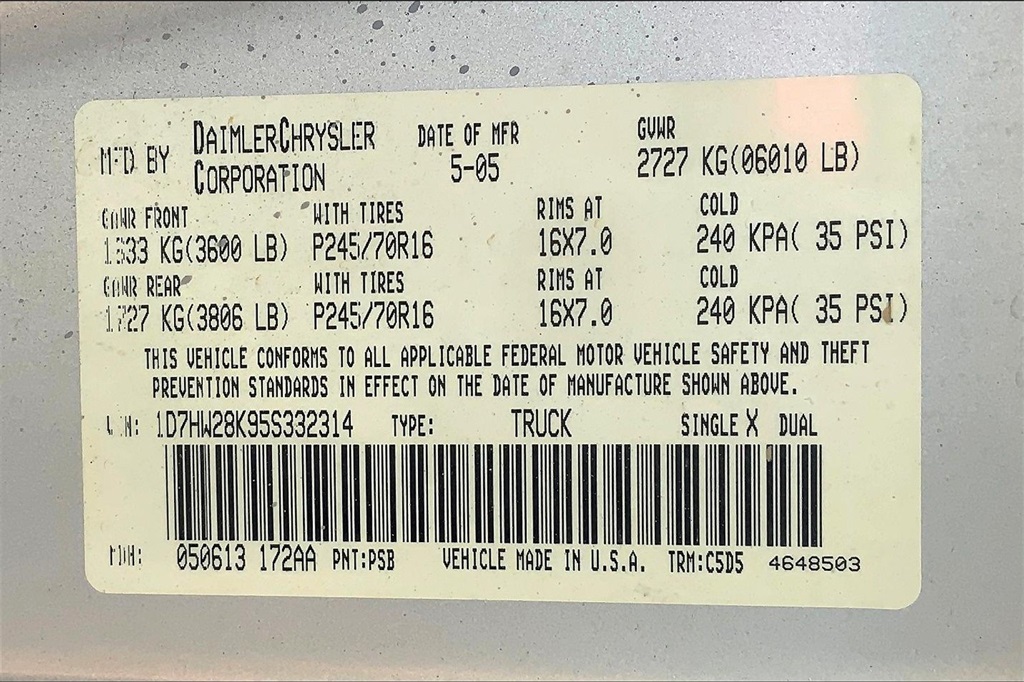 MFD BY DAIMLERCHRYSLER CORPORATION DATE OF MFR 5-05 GVWR 2727 KG(06010 LB)
GAWR FRONT WITH TIRES RIMS AT COLD
1633 KG(3600 LB) P245/70R16 16X7.0 240 KPA( 35 PSI)
GAWR REAR WITH TIRES RIMS AT COLD
1727 KG(3806 LB) P245/70R16 16X7.0 240 KPA( 35 PSI)
THIS VEHICLE CONFORMS TO ALL APPLICABLE FEDERAL MOTOR VEHICLE SAFETY AND THEFT
PREVENTION STANDARDS IN EFFECT ON THE DATE OF MANUFACTURE SHOWN ABOVE.
VIN: 1D7HW28K95S332314 TYPE: TRUCK SINGLE X DUAL
MDH: 050613 172AA PNT:PSB VEHICLE MADE IN U.S.A. TRM:C5D5 4648503